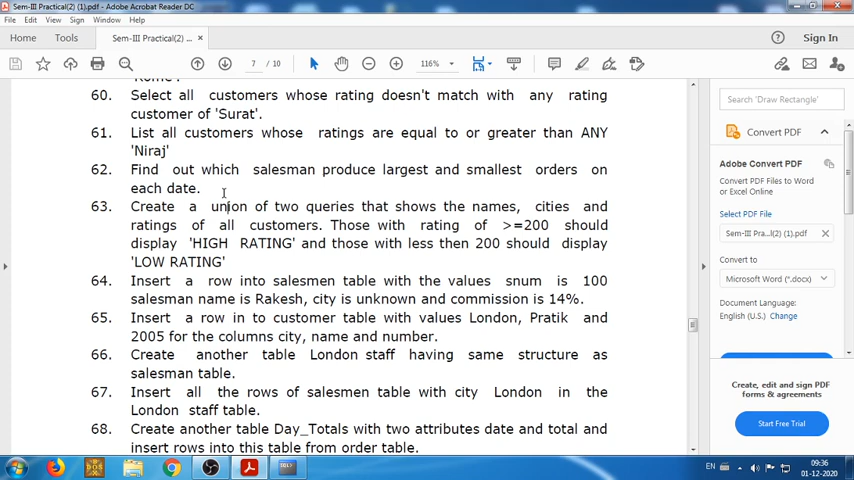 Sem-III Practical(2) (1).pdf - Adobe Acrobat Reader DC
File Edit View Sign Window Help
Home Tools Sem-III Practical(2) ... × Sign In
7 / 10 116%
'Rome'.
60. Select all customers whose rating doesn't match with any rating
customer of 'Surat'.
61. List all customers whose ratings are equal to or greater than ANY
'Niraj'
62. Find out which salesman produce largest and smallest orders on
each date.
63. Create a union of two queries that shows the names, cities and
ratings of all customers. Those with rating of >=200 should
display 'HIGH RATING' and those with less then 200 should display
'LOW RATING'
64. Insert a row into salesmen table with the values snum is 100
salesman name is Rakesh, city is unknown and commission is 14%.
65. Insert a row in to customer table with values London, Pratik and
2005 for the columns city, name and number.
66. Create another table London staff having same structure as
salesman table.
67. Insert all the rows of salesmen table with city London in the
London staff table.
68. Create another table Day_Totals with two attributes date and total and
insert rows into this table from order table.
Search 'Draw Rectangle'
Convert PDF
Adobe Convert PDF
Convert PDF Files to Word
or Excel Online
Select PDF File
Sem-III Pra...l(2) (1).pdf
Convert to
Microsoft Word (*.docx)
Document Language:
English (U.S.) Change
Create, edit and sign PDF
forms & agreements
Start Free Trial
DOS
EN 09:36
01-12-2020